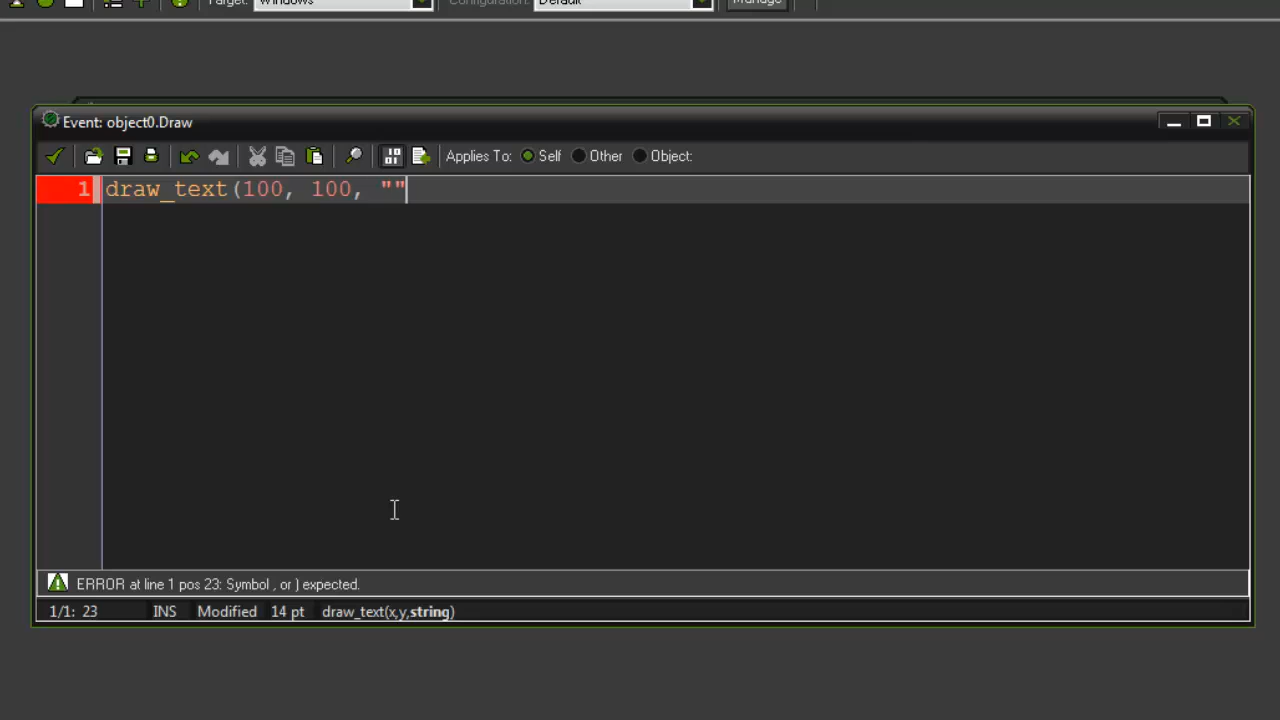 Target: Windows Configuration: Default Manage
Event: object0.Draw
Applies To: Self Other Object:
1 draw_text(100, 100, ""
ERROR at line 1 pos 23: Symbol , or ) expected.
1/1: 23 INS Modified 14 pt draw_text(x,y,string)